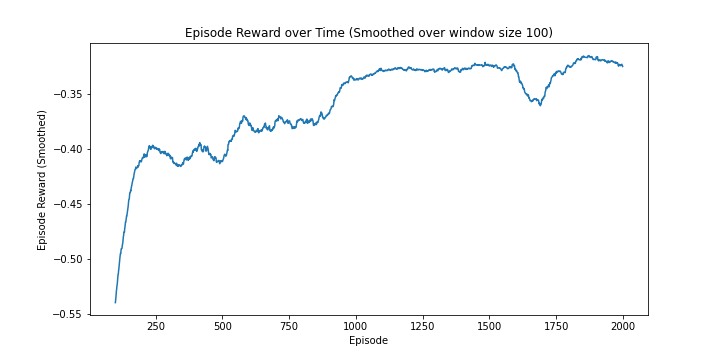 Episode Reward over Time (Smoothed over window size 100)
Episode Reward (Smoothed)
−0.35
−0.40
−0.45
−0.50
−0.55
250 500 750 1000 1250 1500 1750 2000
Episode